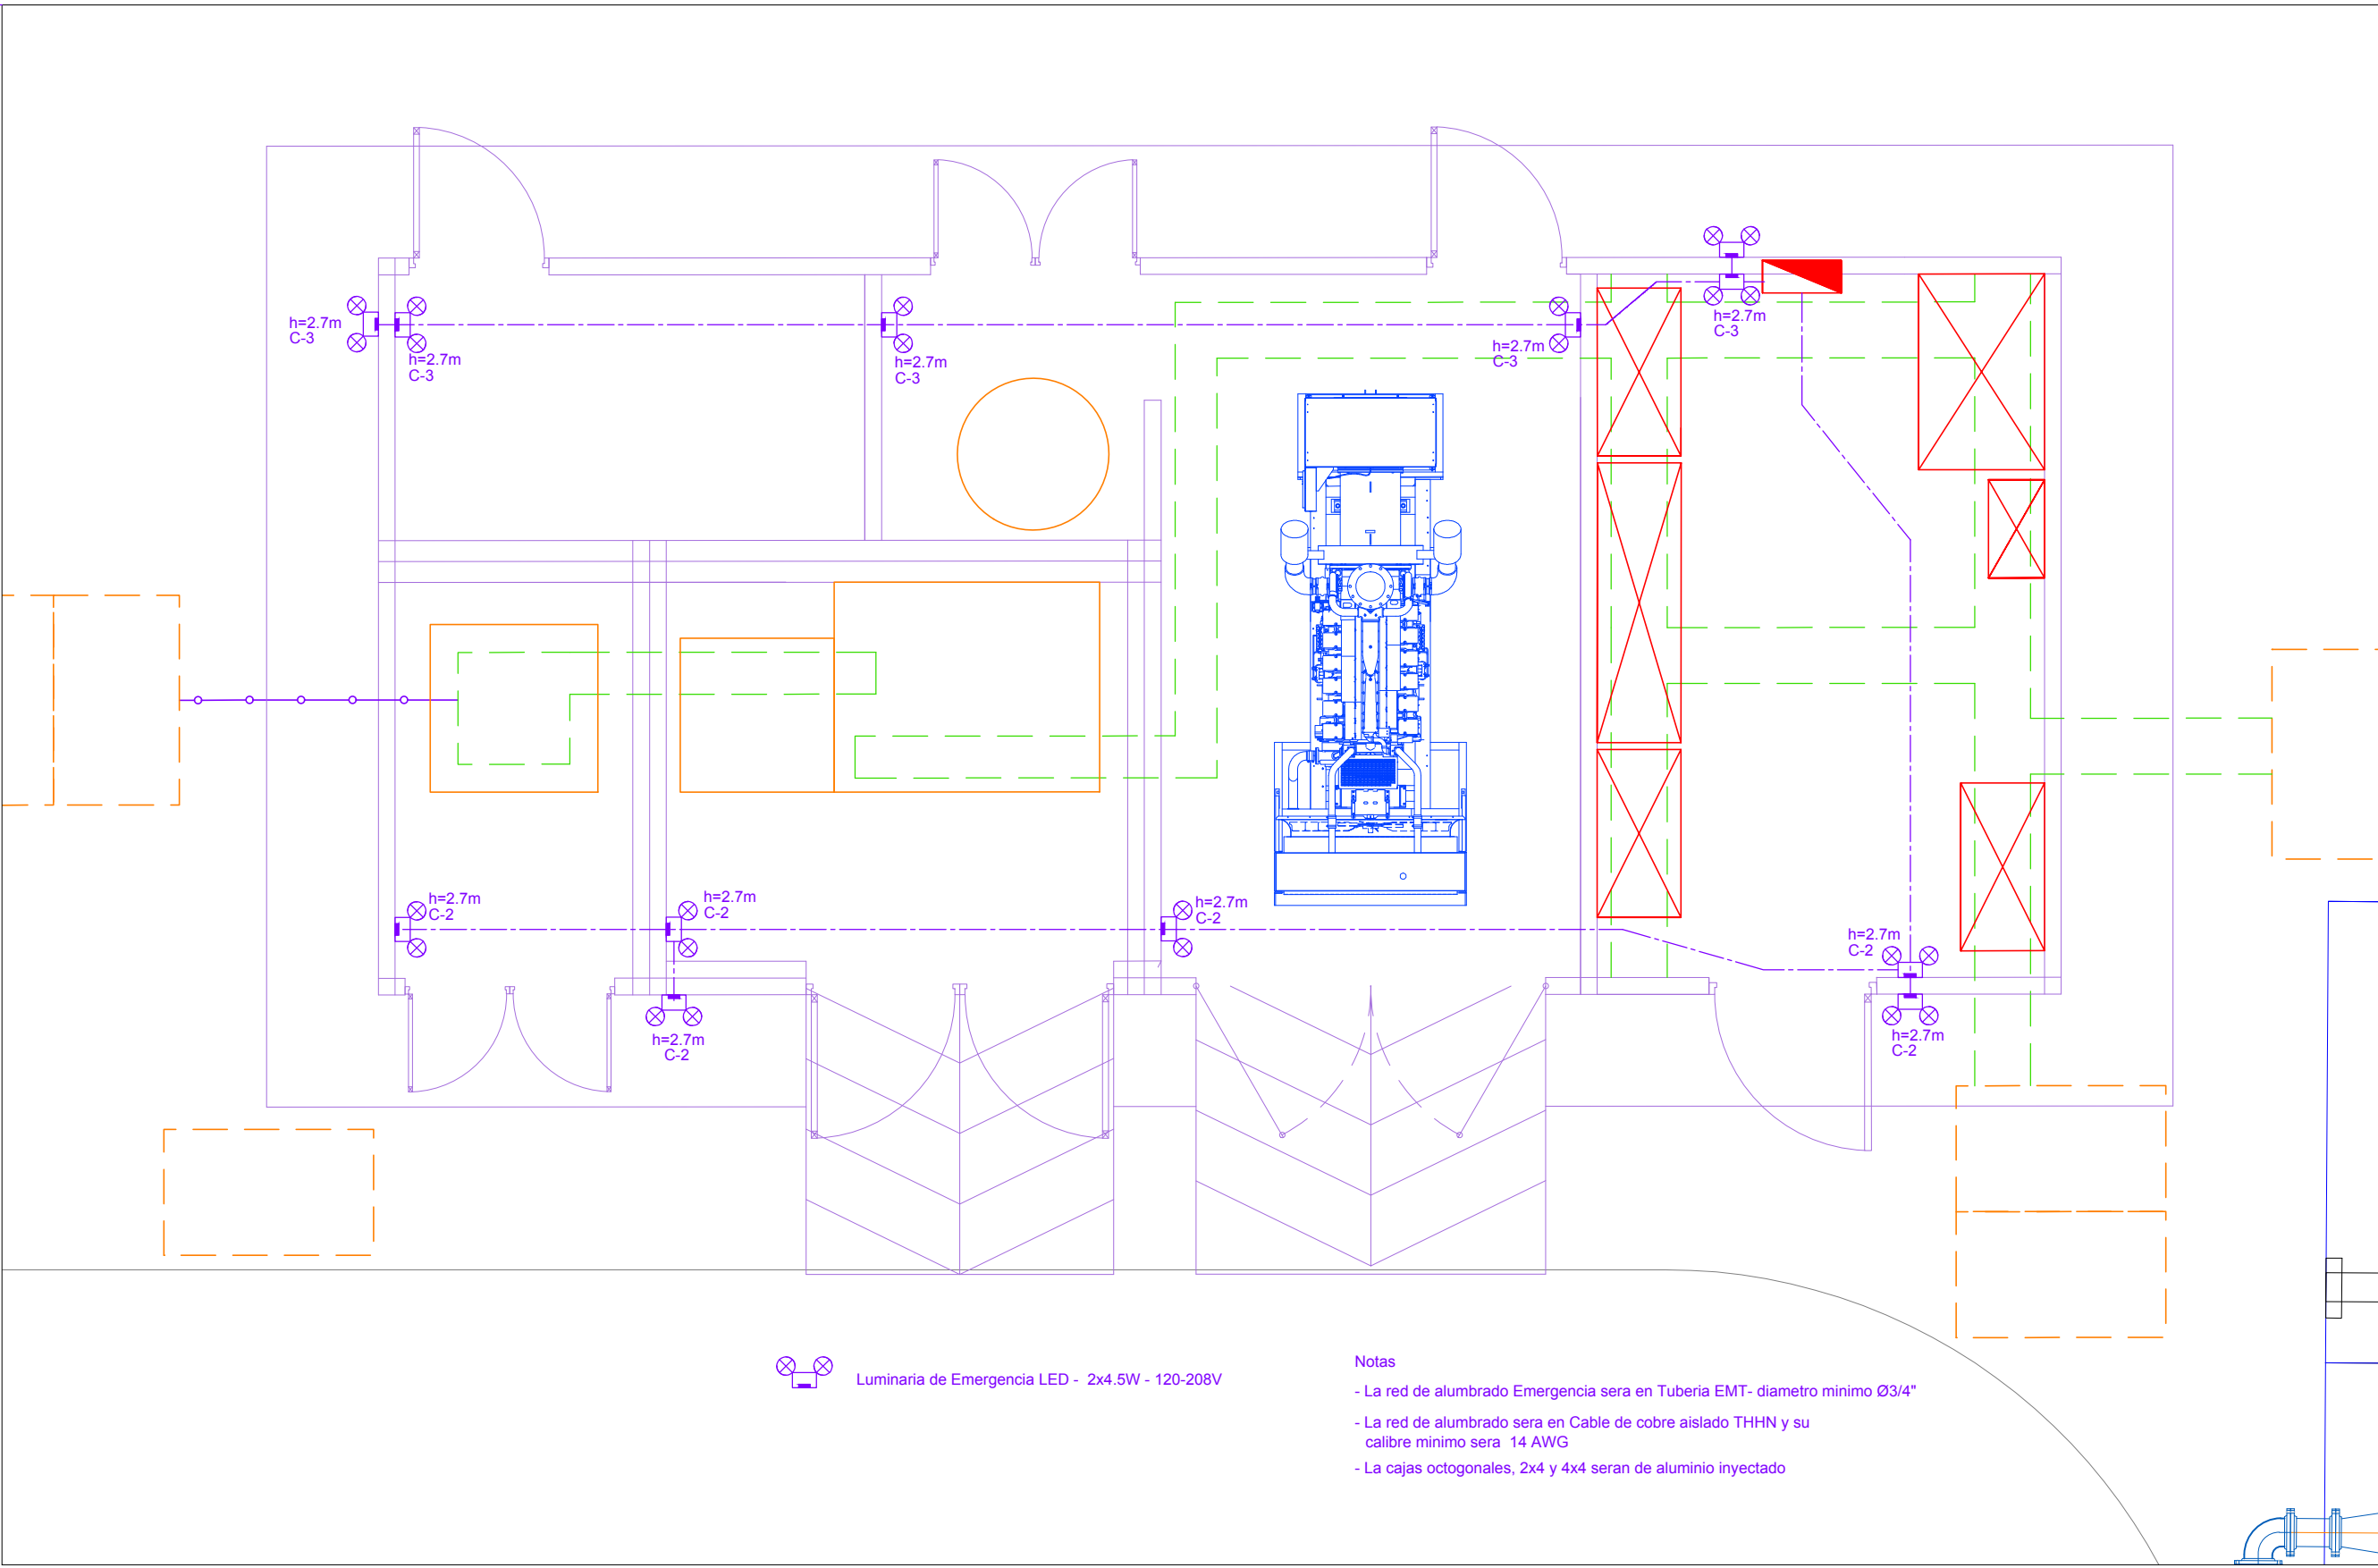 h=2.7m
C-3
h=2.7m
C-3
h=2.7m
C-3
h=2.7m
C-3
h=2.7m
C-3
h=2.7m
C-2
h=2.7m
C-2
h=2.7m
C-2
h=2.7m
C-2
h=2.7m
C-2
h=2.7m
C-2
Luminaria de Emergencia LED - 2x4.5W - 120-208V
Notas
- La red de alumbrado Emergencia sera en Tuberia EMT- diametro minimo Ø3/4"
- La red de alumbrado sera en Cable de cobre aislado THHN y su
calibre minimo sera 14 AWG
- La cajas octogonales, 2x4 y 4x4 seran de aluminio inyectado